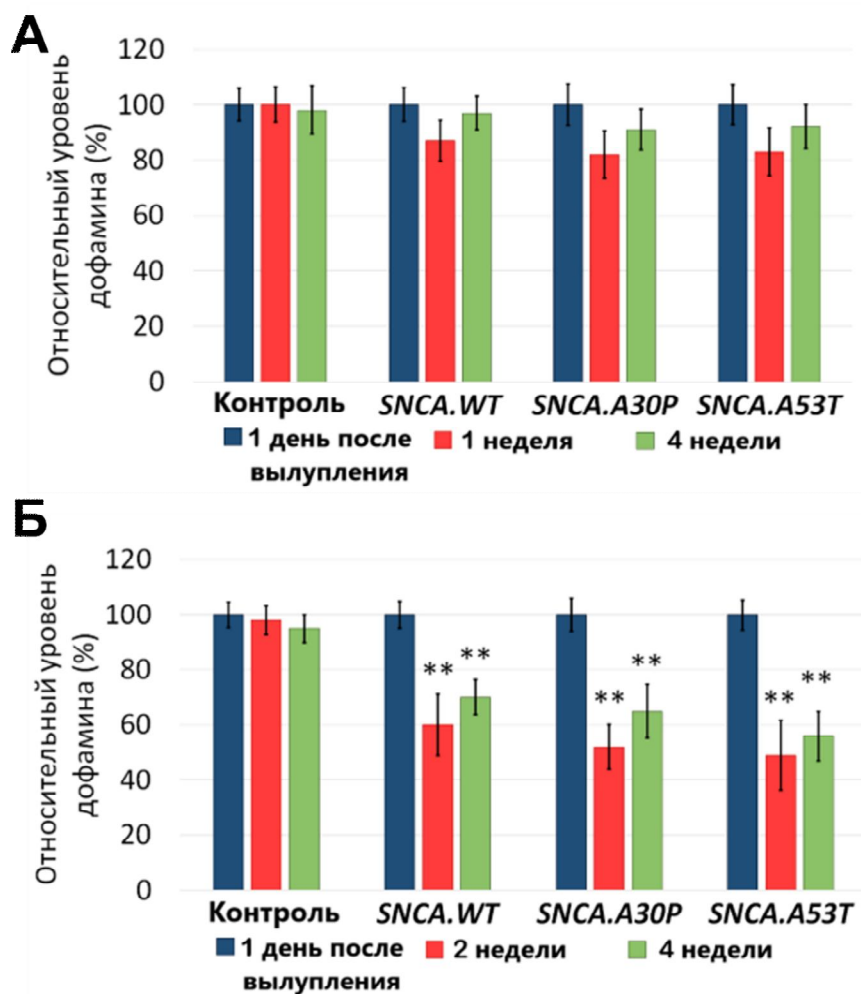 А
Относительный уровень
дофамина (%)
120
100
80
60
40
20
0
Контроль SNCA.WT SNCA.A30P SNCA.A53T
1 день после вылупления 1 неделя 4 недели
Б
Относительный уровень
дофамина (%)
120
100
80
60
40
20
0
** ** ** ** ** **
Контроль SNCA.WT SNCA.A30P SNCA.A53T
1 день после вылупления 2 недели 4 недели